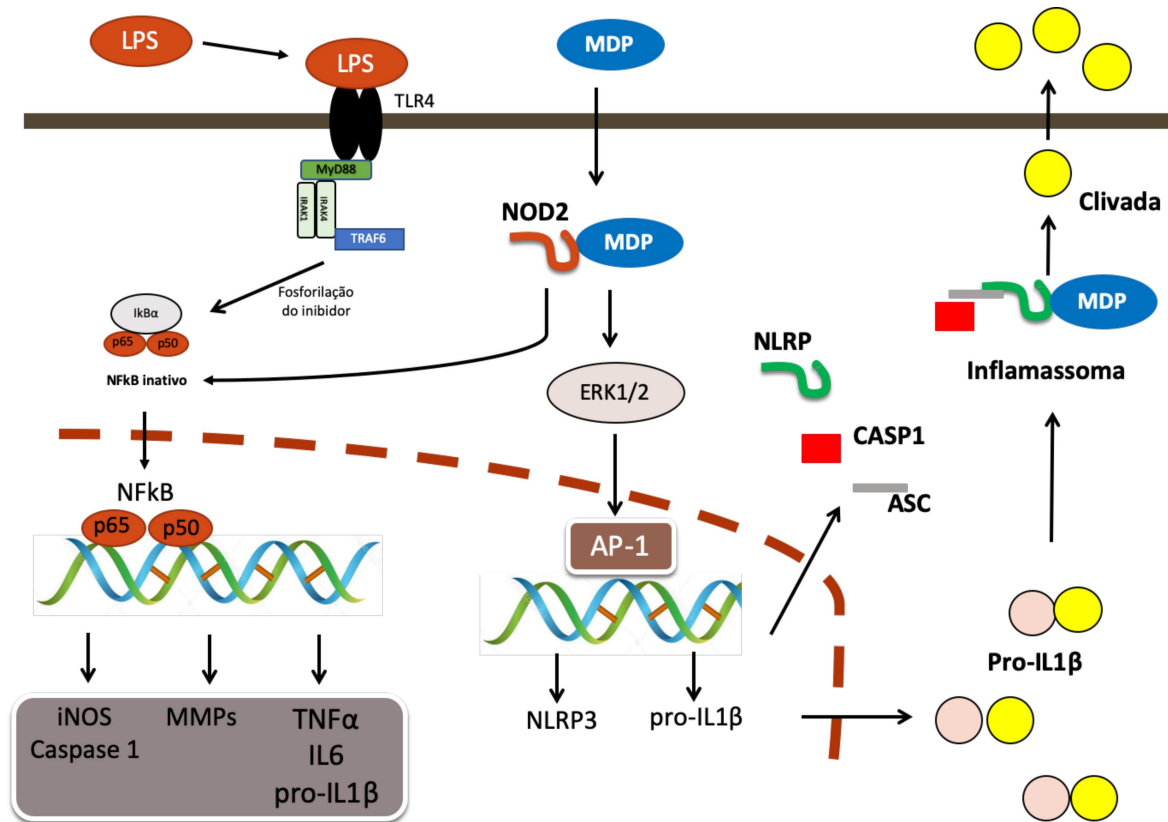 LPS
LPS
TLR4
MyD88
IRAK1
IRAK4
TRAF6
Fosforilação
do inibidor
IkBα
p65
p50
NFkB inativo
NFkB
p65
p50
iNOS
Caspase 1
MMPs
TNFα
IL6
pro-IL1β
MDP
NOD2
MDP
ERK1/2
AP-1
NLRP3
pro-IL1β
NLRP
CASP1
ASC
Pro-IL1β
Inflamassoma
MDP
Clivada